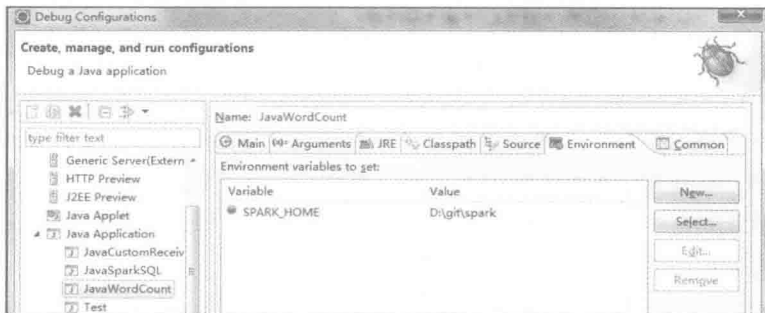 Debug Configurations
Create, manage, and run configurations
Debug a Java application
type filter text
Generic Server(Extern
HTTP Preview
J2EE Preview
Java Applet
Java Application
JavaCustomReceiv
JavaSparkSQL
JavaWordCount
Test
Name: JavaWordCount
Main
Arguments
JRE
Classpath
Source
Environment
Common
Environment variables to set:
Variable Value
SPARK_HOME D:\git\spark
New...
Select...
Edit...
Remove